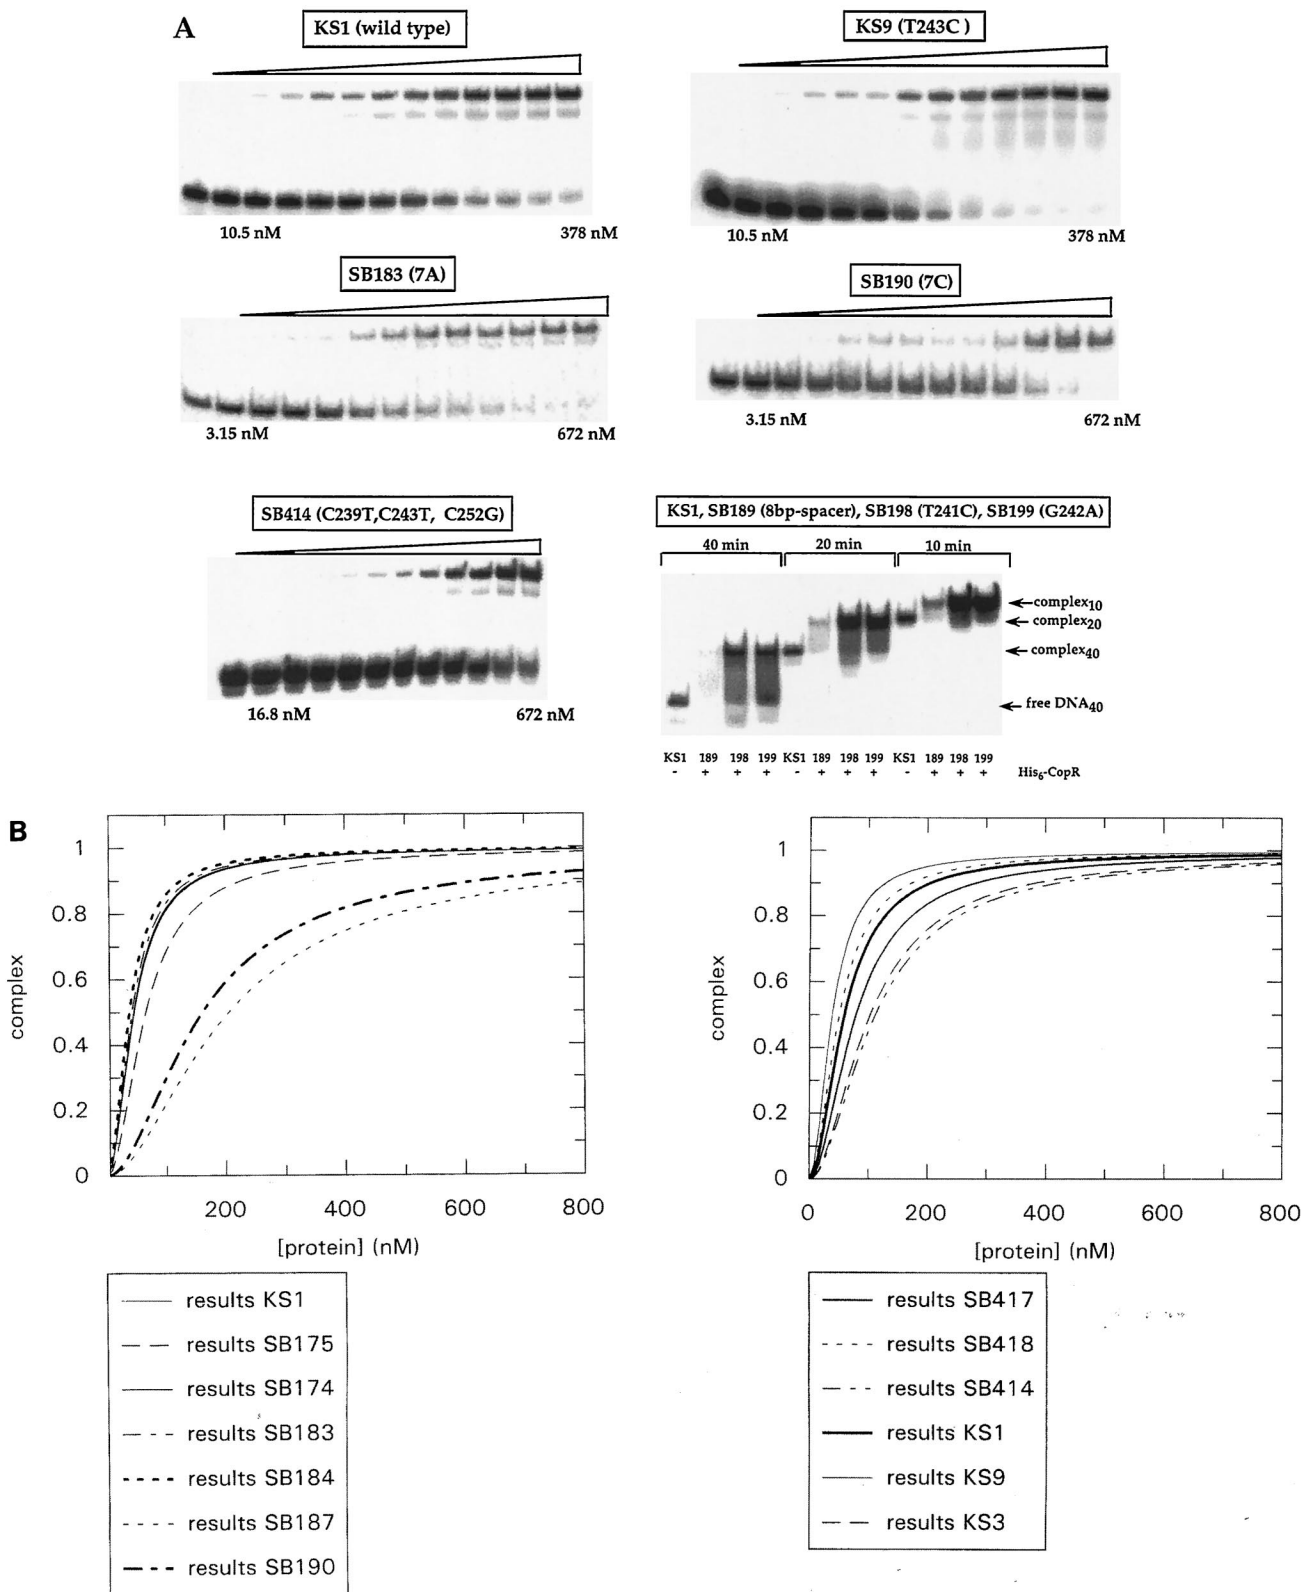 A
KS1 (wild type)
KS9 (T243C )
10.5 nM
378 nM
10.5 nM
378 nM
SB183 (7A)
SB190 (7C)
3.15 nM
672 nM
3.15 nM
672 nM
SB414 (C239T,C243T, C252G)
KS1, SB189 (8bp-spacer), SB198 (T241C), SB199 (G242A)
40 min
20 min
10 min
complex10
complex20
complex40
free DNA40
16.8 nM
672 nM
KS1 189 198 199 KS1 189 198 199 KS1 189 198 199
- + + + - + + + - + + + His6-CopR
B
1
0.8
0.6
0.4
0.2
0
complex
200 400 600 800
[protein] (nM)
1
0.8
0.6
0.4
0.2
0
complex
0 200 400 600 800
[protein] (nM)
results KS1
results SB175
results SB174
results SB183
results SB184
results SB187
results SB190
results SB417
results SB418
results SB414
results KS1
results KS9
results KS3